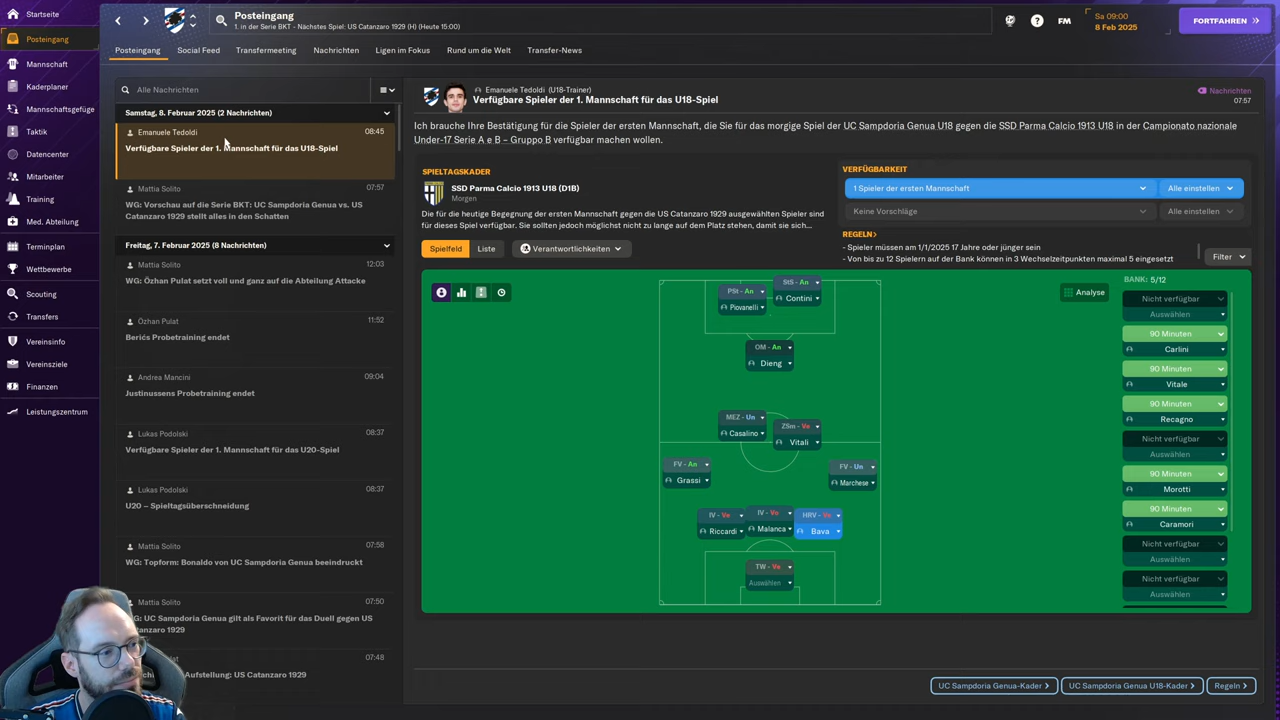 Startseite
Posteingang
Mannschaft
Kaderplaner
Mannschaftsgefüge
Taktik
Datencenter
Mitarbeiter
Training
Med. Abteilung
Terminplan
Wettbewerbe
Scouting
Transfers
Vereinsinfo
Vereinsziele
Finanzen
Leistungszentrum
Posteingang
1. in der Serie BKT - Nächstes Spiel: US Catanzaro 1929 (H) (Heute 15:00)
FM
Sa 09:00
8 Feb 2025
FORTFAHREN
Posteingang
Social Feed
Transfermeeting
Nachrichten
Ligen im Fokus
Rund um die Welt
Transfer-News
Alle Nachrichten
Samstag, 8. Februar 2025 (2 Nachrichten)
Emanuele Tedoldi 08:45
Verfügbare Spieler der 1. Mannschaft für das U18-Spiel
Mattia Solito 07:57
WG: Vorschau auf die Serie BKT: UC Sampdoria Genua vs. US
Catanzaro 1929 stellt alles in den Schatten
Freitag, 7. Februar 2025 (8 Nachrichten)
Mattia Solito 12:03
WG: Özhan Pulat setzt voll und ganz auf die Abteilung Attacke
Özhan Pulat 11:52
Berićs Probetraining endet
Andrea Mancini 09:04
Justinussens Probetraining endet
Lukas Podolski 08:37
Verfügbare Spieler der 1. Mannschaft für das U20-Spiel
Lukas Podolski 08:37
U20 – Spieltagsüberschneidung
Mattia Solito 07:58
WG: Topform: Bonaldo von UC Sampdoria Genua beeindruckt
Mattia Solito 07:50
G: UC Sampdoria Genua gilt als Favorit für das Duell gegen US
Catanzaro 1929
07:48
Aufstellung: US Catanzaro 1929
Emanuele Tedoldi (U18-Trainer)
Verfügbare Spieler der 1. Mannschaft für das U18-Spiel
Nachrichten
07:57
Ich brauche Ihre Bestätigung für die Spieler der ersten Mannschaft, die Sie für das morgige Spiel der UC Sampdoria Genua U18 gegen die SSD Parma Calcio 1913 U18 in der Campionato nazionale
Under-17 Serie A e B – Gruppo B verfügbar machen wollen.
SPIELTAGSKADER
SSD Parma Calcio 1913 U18 (D1B)
Morgen
Die für die heutige Begegnung der ersten Mannschaft gegen die US Catanzaro 1929 ausgewählten Spieler sind
für dieses Spiel verfügbar. Sie sollten jedoch möglichst nicht zu lange auf dem Platz stehen, damit sie sich...
VERFÜGBARKEIT
1 Spieler der ersten Mannschaft
Alle einstellen
Keine Vorschläge
Alle einstellen
REGELN
- Spieler müssen am 1/1/2025 17 Jahre oder jünger sein
- Von bis zu 12 Spielern auf der Bank können in 3 Wechselzeitpunkten maximal 5 eingesetzt
Spielfeld
Liste
Verantwortlichkeiten
Filter
PSt - An
Piovanelli
StS - An
Contini
OM - An
Dieng
MEZ - Un
Casalino
ZSm - Ve
Vitali
FV - An
Grassi
FV - Un
Marchese
IV - Ve
Riccardi
IV - Ve
Malanca
HRV - Ve
Bava
TW - Ve
Auswählen
Analyse
BANK: 5/12
Nicht verfügbar
Auswählen
90 Minuten
Carlini
90 Minuten
Vitale
90 Minuten
Recagno
Nicht verfügbar
Auswählen
90 Minuten
Morotti
90 Minuten
Caramori
Nicht verfügbar
Auswählen
Nicht verfügbar
Auswählen
UC Sampdoria Genua-Kader
UC Sampdoria Genua U18-Kader
Regeln